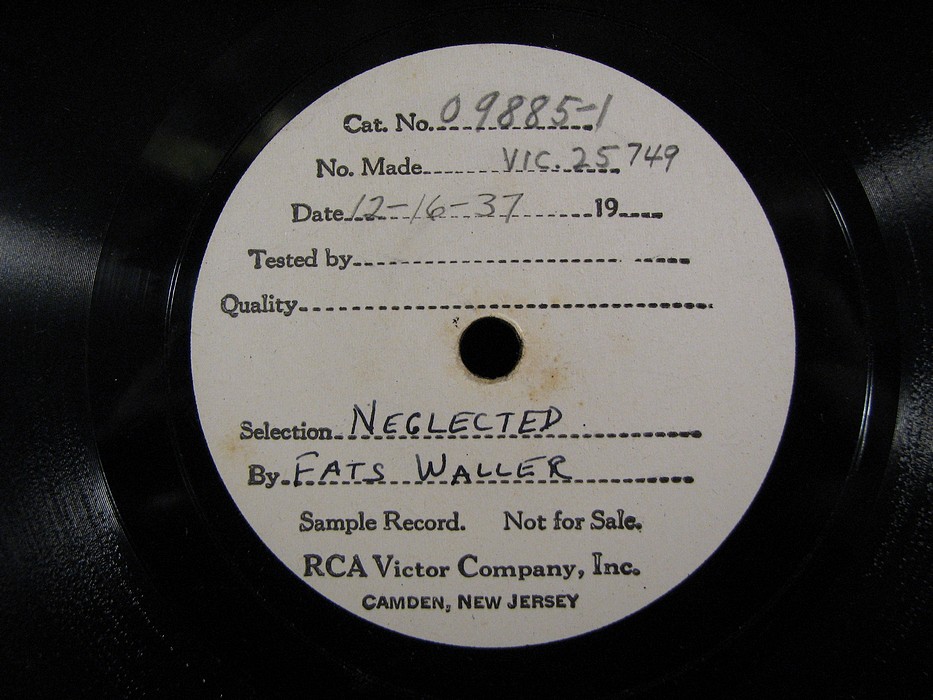 Cat. No. 09885-1
No. Made VIC. 25749
Date 12-16-37 19
Tested by
Quality
Selection NEGLECTED
By FATS WALLER
Sample Record. Not for Sale.
RCA Victor Company, Inc.
CAMDEN, NEW JERSEY